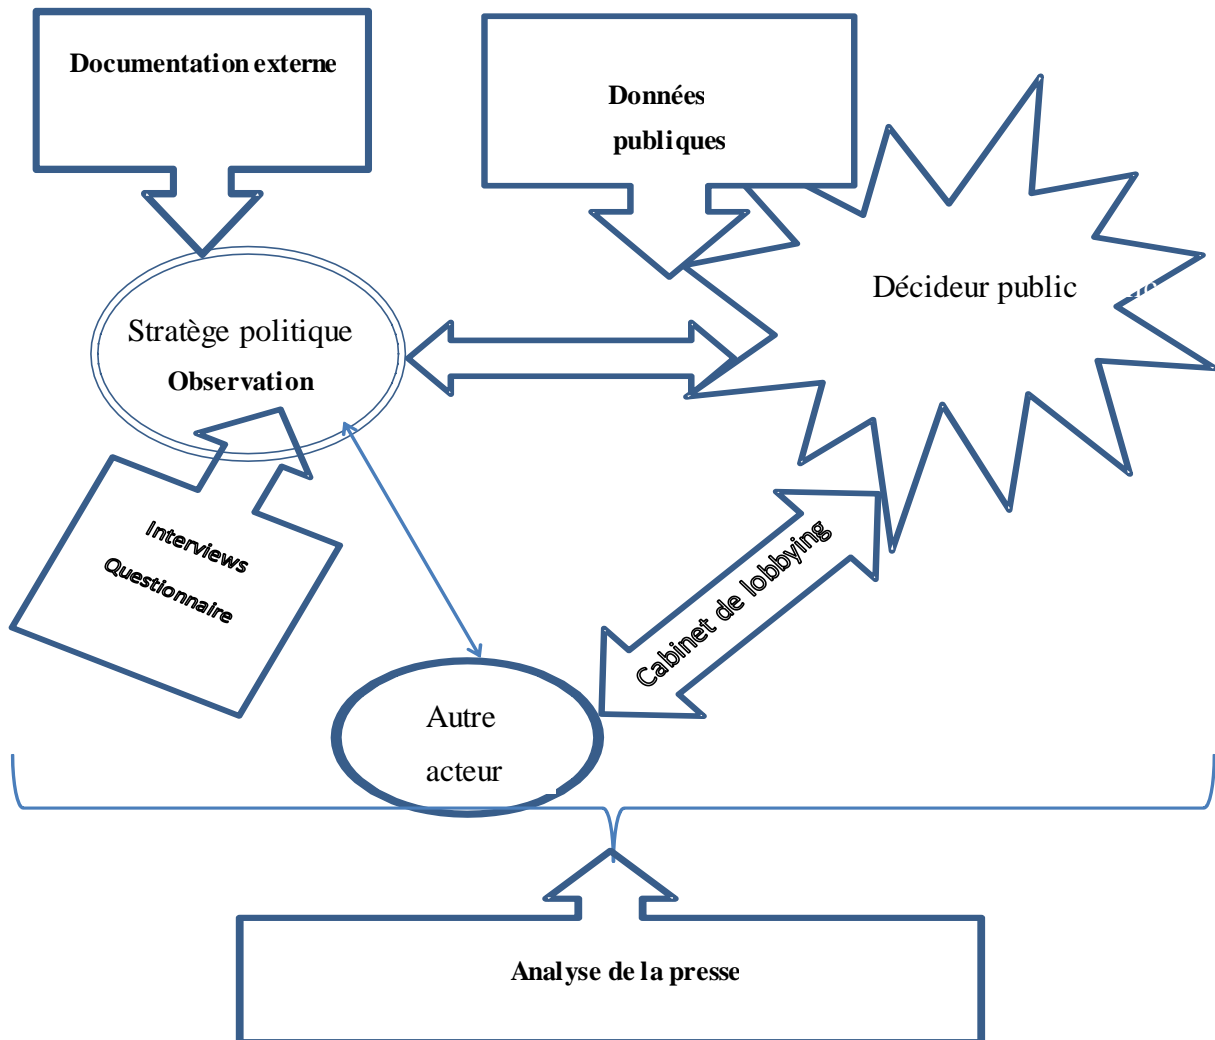 Documentation externe
Données
publiques
Décideur public
Stratège politique
Observation
Interviews
Questionnaire
Cabinet de lobbying
Autre
acteur
Analyse de la presse